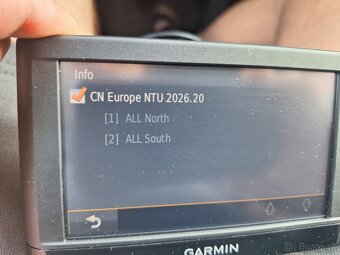 Info
CN Europe NTU 2026.20
[1] ALL North
[2] ALL South
GARMIN